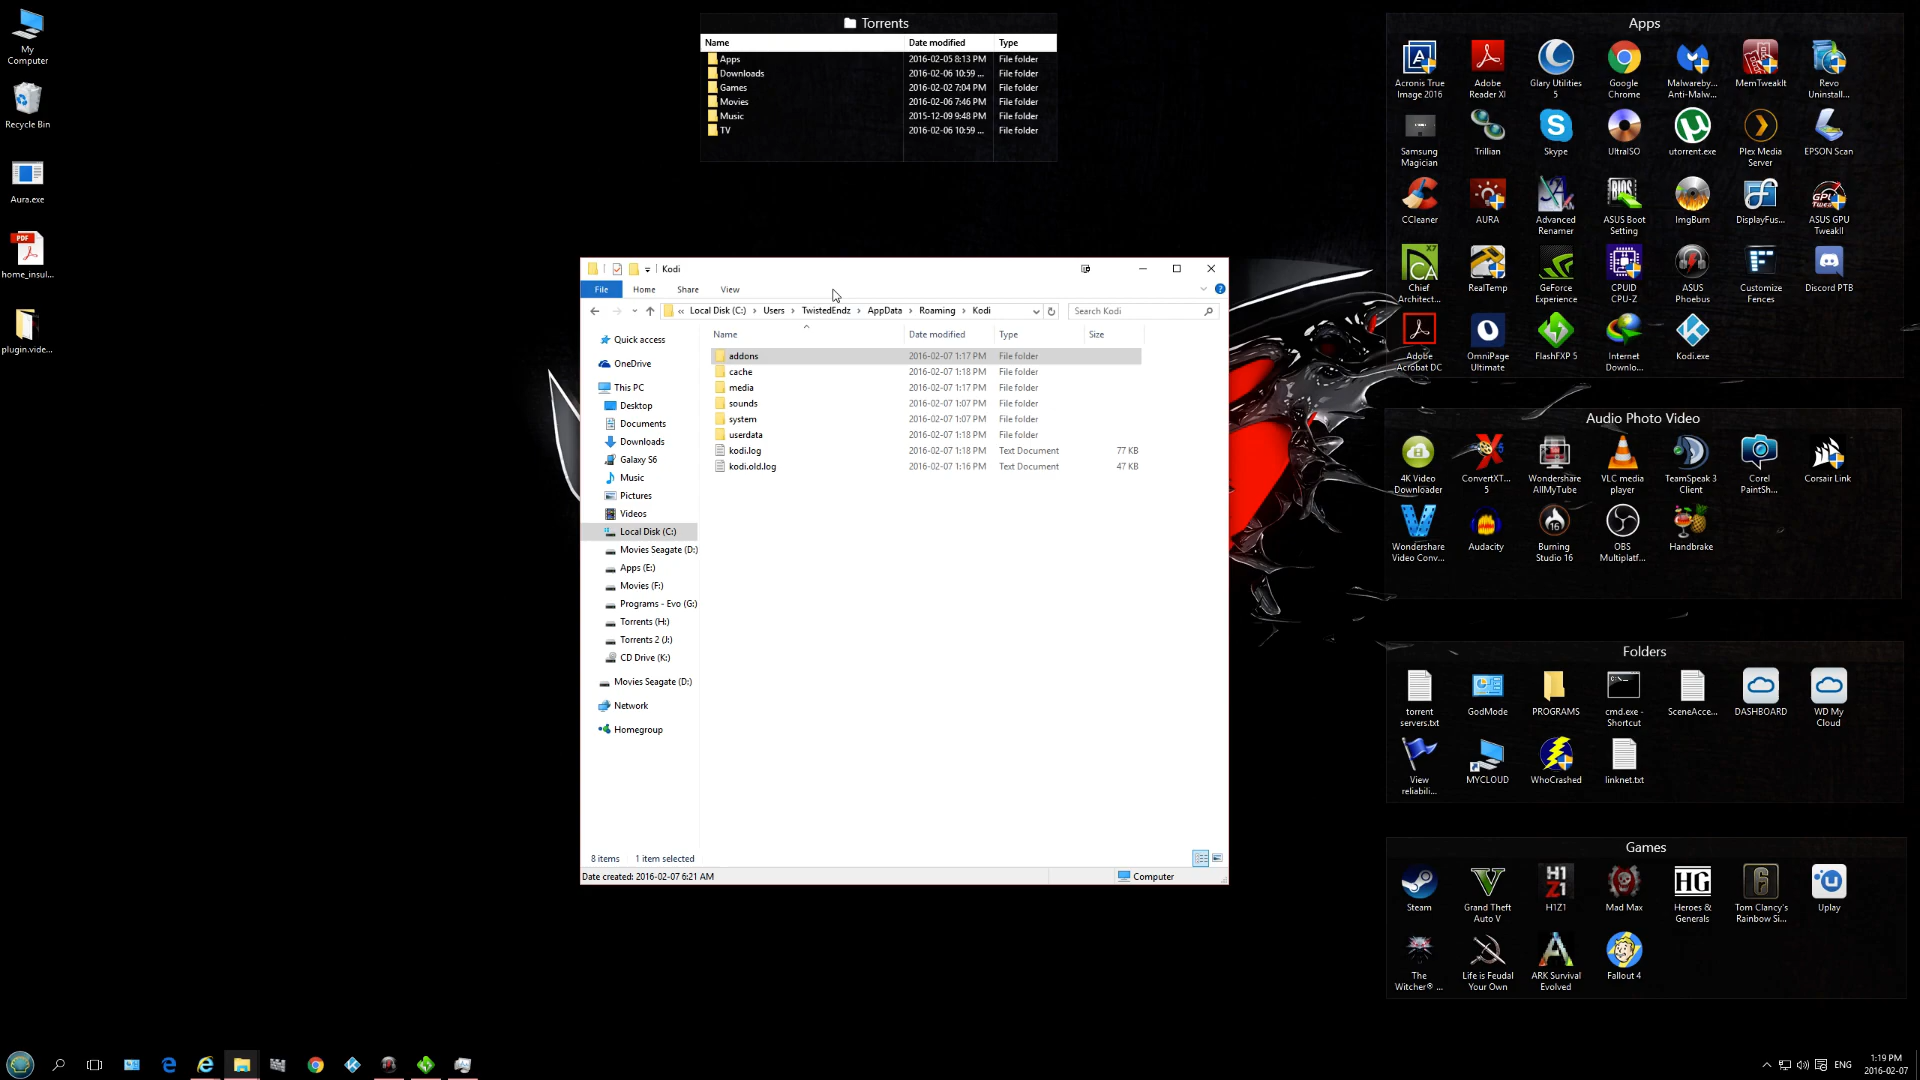 My
Computer
Recycle Bin
Aura.exe
PDF
home_insul...
plugin.vide...
Torrents
Name Date modified Type
Apps 2016-02-05 8:13 PM File folder
Downloads 2016-02-06 10:59 ... File folder
Games 2016-02-02 7:04 PM File folder
Movies 2016-02-06 7:46 PM File folder
Music 2015-12-09 9:48 PM File folder
TV 2016-02-06 10:59 ... File folder
Kodi
File Home Share View
« Local Disk (C:) › Users › TwistedEndz › AppData › Roaming › Kodi
Search Kodi
Quick access
OneDrive
This PC
Desktop
Documents
Downloads
Galaxy S6
Music
Pictures
Videos
Local Disk (C:)
Movies Seagate (D:)
Apps (E:)
Movies (F:)
Programs - Evo (G:)
Torrents (H:)
Torrents 2 (J:)
CD Drive (K:)
Movies Seagate (D:)
Network
Homegroup
Name Date modified Type Size
addons 2016-02-07 1:17 PM File folder
cache 2016-02-07 1:18 PM File folder
media 2016-02-07 1:17 PM File folder
sounds 2016-02-07 1:07 PM File folder
system 2016-02-07 1:07 PM File folder
userdata 2016-02-07 1:18 PM File folder
kodi.log 2016-02-07 1:18 PM Text Document 77 KB
kodi.old.log 2016-02-07 1:16 PM Text Document 47 KB
8 items 1 item selected
Date created: 2016-02-07 6:21 AM Computer
Apps
Acronis True
Image 2016
Adobe
Reader XI
Glary Utilities
5
Google
Chrome
Malwareby...
Anti-Malw...
MemTweakIt
Revo
Uninstall...
Samsung
Magician
Trillian
Skype
UltraISO
utorrent.exe
Plex Media
Server
EPSON Scan
CCleaner
AURA
Advanced
Renamer
BIOS
ASUS Boot
Setting
ImgBurn
DisplayFus...
ASUS GPU
TweakII
Chief
Architect...
RealTemp
GeForce
Experience
CPUID
CPU-Z
ASUS
Phoebus
Customize
Fences
Discord PTB
Adobe
Acrobat DC
OmniPage
Ultimate
FlashFXP 5
Internet
Downlo...
Kodi.exe
Audio Photo Video
4K Video
Downloader
ConvertXT...
5
Wondershare
AllMyTube
VLC media
player
TeamSpeak 3
Client
Corel
PaintSh...
Corsair Link
Wondershare
Video Conv...
Audacity
16
Burning
Studio 16
OBS
Multiplatf...
Handbrake
Folders
torrent
servers.txt
GodMode
PROGRAMS
cmd.exe -
Shortcut
SceneAcce...
DASHBOARD
WD My
Cloud
View
reliabili...
MYCLOUD
WhoCrashed
linknet.txt
Games
Steam
Grand Theft
Auto V
H1
Z1
H1Z1
Mad Max
HG
Heroes &
Generals
6
Tom Clancy's
Rainbow Si...
Uplay
The
Witcher® ...
Life is Feudal
Your Own
ARK Survival
Evolved
Fallout 4
ENG
1:19 PM
2016-02-07